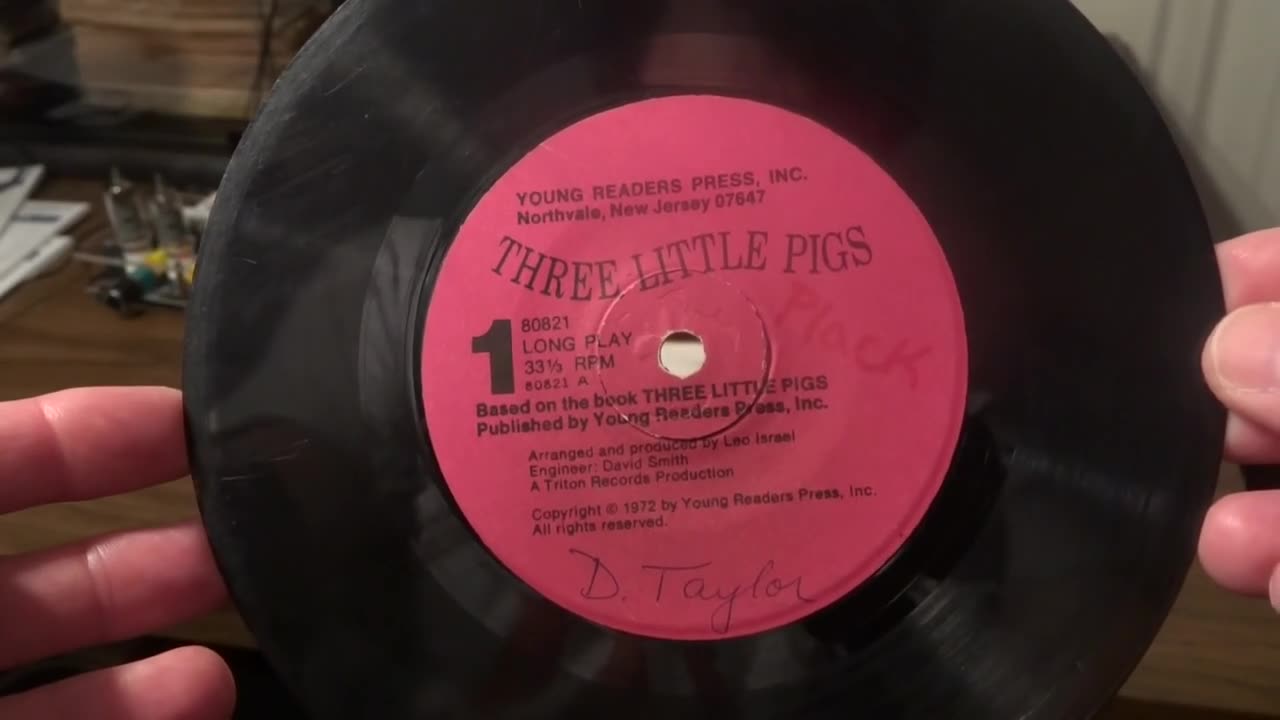 YOUNG READERS PRESS, INC.
Northvale, New Jersey 07647
THREE LITTLE PIGS
Plack
1
80821
LONG PLAY
33⅓ RPM
80821 A
Based on the book THREE LITTLE PIGS
Published by Young Readers Press, Inc.
Arranged and produced by Leo Israel
Engineer: David Smith
A Triton Records Production
Copyright © 1972 by Young Readers Press, Inc.
All rights reserved.
D. Taylor